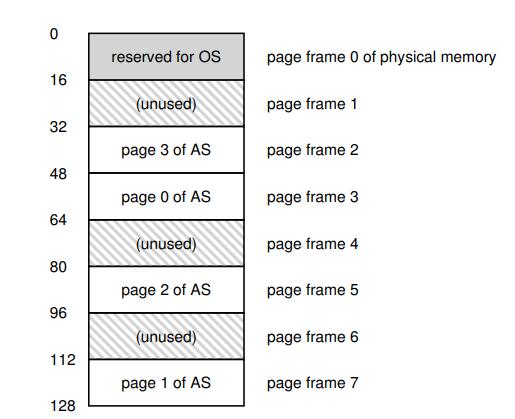 0
reserved for OS page frame 0 of physical memory
16
(unused) page frame 1
32
page 3 of AS page frame 2
48
page 0 of AS page frame 3
64
(unused) page frame 4
80
page 2 of AS page frame 5
96
(unused) page frame 6
112
page 1 of AS page frame 7
128